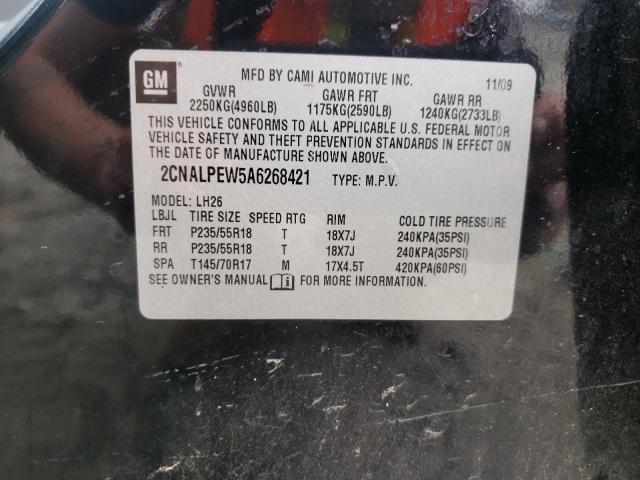 GM ®
MFD BY CAMI AUTOMOTIVE INC. 11/09
GVWR GAWR FRT GAWR RR
2250KG(4960LB) 1175KG(2590LB) 1240KG(2733LB)
THIS VEHICLE CONFORMS TO ALL APPLICABLE U.S. FEDERAL MOTOR
VEHICLE SAFETY AND THEFT PREVENTION STANDARDS IN EFFECT ON
THE DATE OF MANUFACTURE SHOWN ABOVE.
2CNALPEW5A6268421 TYPE: M.P.V.
MODEL: LH26
LBJL TIRE SIZE SPEED RTG RIM COLD TIRE PRESSURE
FRT P235/55R18 T 18X7J 240KPA(35PSI)
RR P235/55R18 T 18X7J 240KPA(35PSI)
SPA T145/70R17 M 17X4.5T 420KPA(60PSI)
SEE OWNER'S MANUAL i FOR MORE INFORMATION.